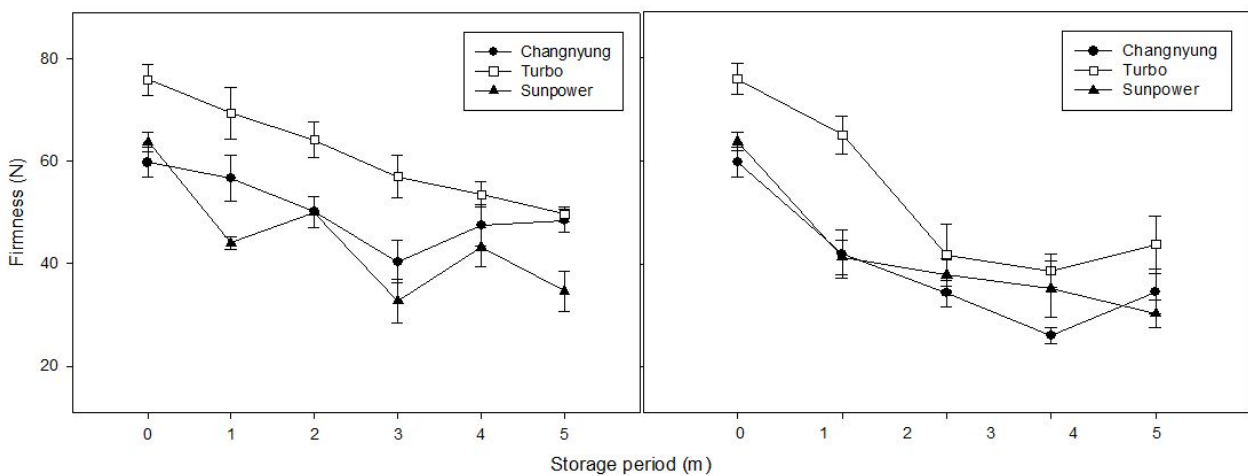 Changnyung
Turbo
Sunpower
Changnyung
Turbo
Sunpower
80
60
40
20
Firmness (N)
0 1 2 3 4 5
0 1 2 3 4 5
Storage period (m)